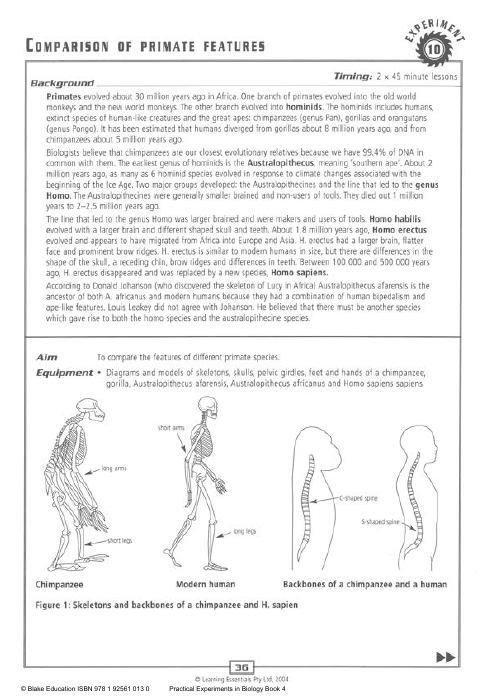 EXPERIMENT
10
COMPARISON OF PRIMATE FEATURES
Timing: 2 x 45 minute lessons
Background
Primates evolved about 30 million years ago in Africa. One branch of primates evolved into the old world
monkeys and the new world monkeys. The other branch evolved into hominids. The hominids includes humans,
extinct species of human-like creatures and the great apes: chimpanzees (genus Pan), gorillas and orangutans
(genus Pongo). It has been estimated that humans diverged from gorillas about 8 million years ago, and from
chimpanzees about 5 million years ago.
Biologists believe that chimpanzees are our closest evolutionary relatives because we have 99.4% of DNA in
common with them. The earliest genus of hominids is the Australopithecus, meaning 'southern ape'. About 2
million years ago, as many as 6 hominid species evolved in response to climate changes associated with the
beginning of the Ice Age. Two major groups developed: the Australopithecines and the line that led to the genus
Homo. The Australopithecines were generally smaller brained and non-users of tools. They died out 1 million
years to 2–2.5 million years ago.
The line that led to the genus Homo was larger brained and were makers and users of tools. Homo habilis
evolved with a larger brain and different shaped skull and teeth. About 1.8 million years ago, Homo erectus
evolved and appears to have migrated from Africa into Europe and Asia. H. erectus had a larger brain, flatter
face and prominent brow ridges. H. erectus is similar to modern humans in size, but there are differences in the
shape of the skull, a receding chin, brow ridges and differences in teeth. Between 100 000 and 500 000 years
ago, H. erectus disappeared and was replaced by a new species, Homo sapiens.
According to Donald Johanson (who discovered the skeleton of Lucy in Africa) Australopithecus afarensis is the
ancestor of both A. africanus and modern humans because they had a combination of human bipedalism and
ape-like features. Louis Leakey did not agree with Johanson. He believed that there must be another species
which gave rise to both the homo species and the australopithecine species.
Aim To compare the features of different primate species.
Equipment • Diagrams and models of skeletons, skulls, pelvic girdles, feet and hands of a chimpanzee,
gorilla, Australopithecus afarensis, Australopithecus africanus and Homo sapiens sapiens
short arms
long arms
C-shaped spine
S-shaped spine
long legs
short legs
Chimpanzee
Modern human
Backbones of a chimpanzee and a human
Figure 1: Skeletons and backbones of a chimpanzee and H. sapien
36
© Learning Essentials Pty Ltd, 2004
© Blake Education ISBN 978 1 92561 013 0 Practical Experiments in Biology Book 4